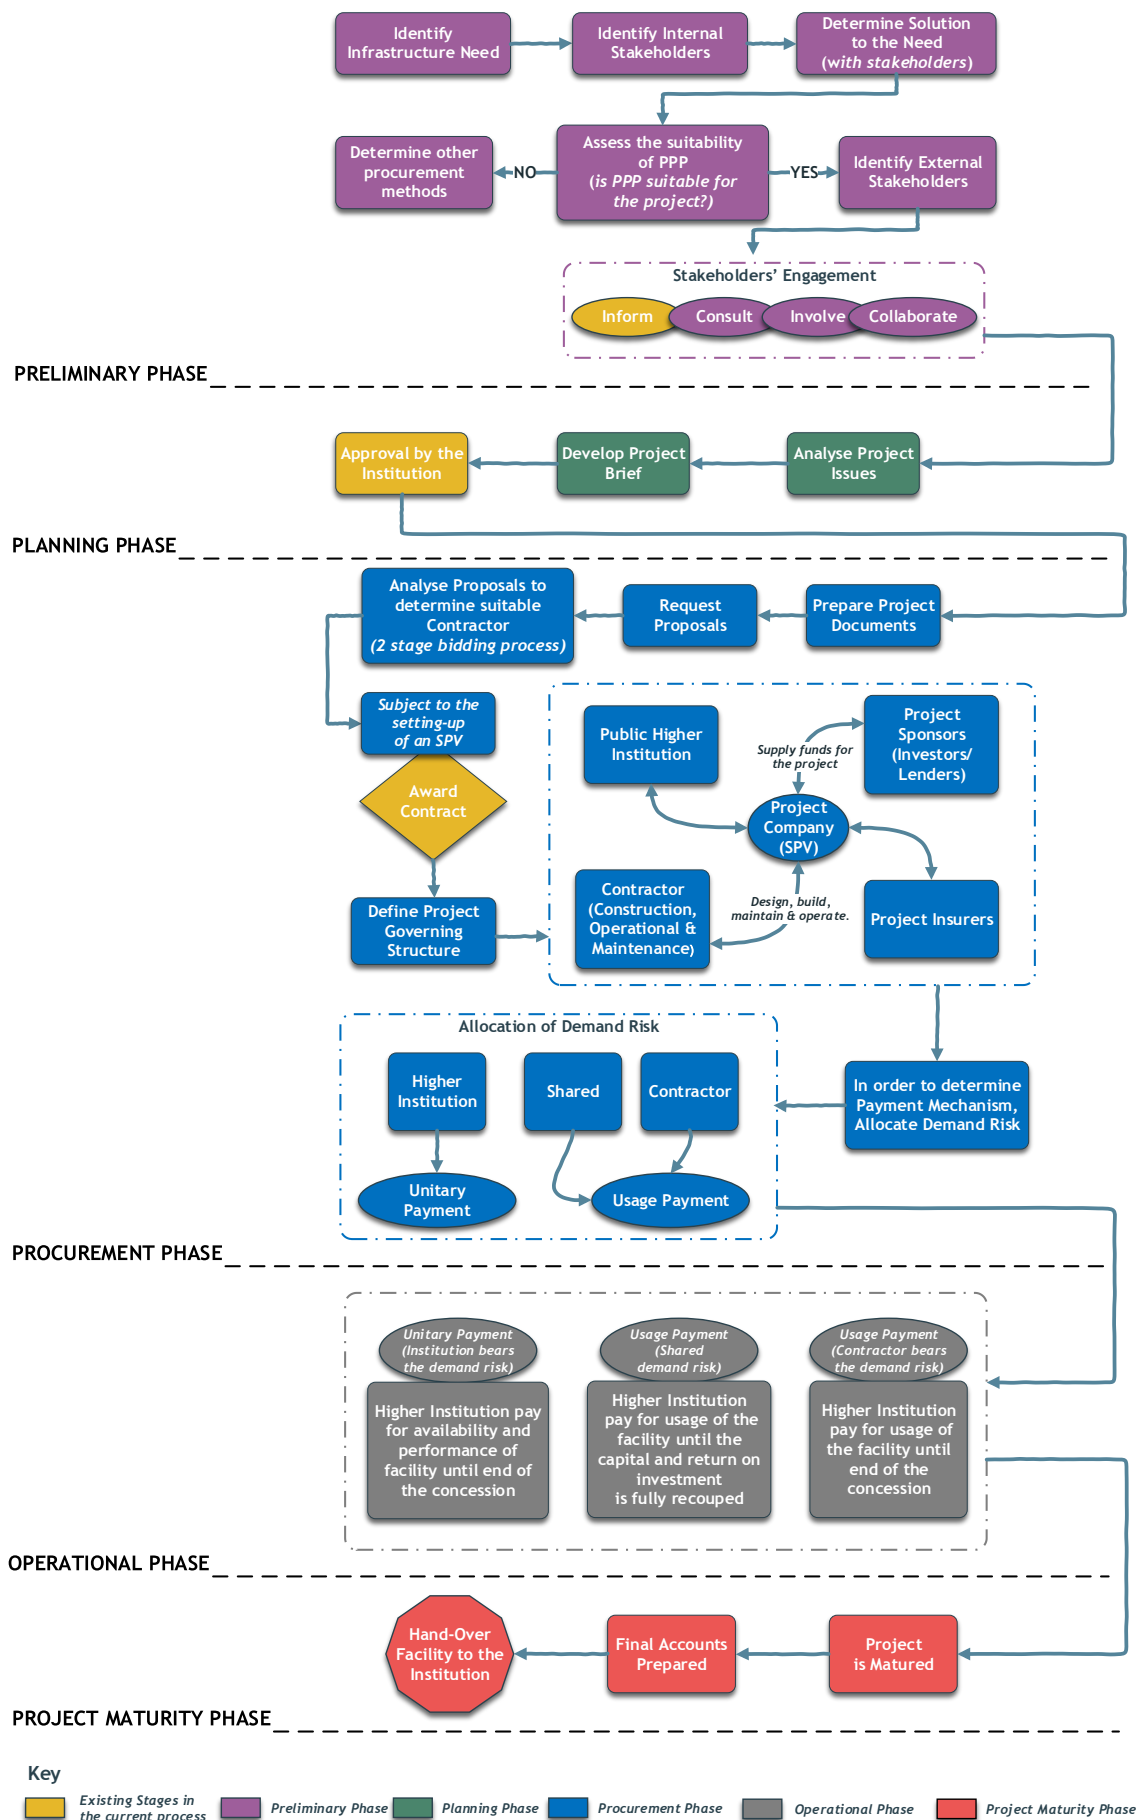 Identify
Infrastructure Need
Identify Internal
Stakeholders
Determine Solution
to the Need
(with stakeholders)
Determine other
procurement
methods
NO
Assess the suitability
of PPP
(is PPP suitable for
the project?)
YES
Identify External
Stakeholders
Stakeholders’ Engagement
Inform
Consult
Involve
Collaborate
PRELIMINARY PHASE
Approval by the
Institution
Develop Project
Brief
Analyse Project
Issues
PLANNING PHASE
Analyse Proposals to
determine suitable
Contractor
(2 stage bidding process)
Request
Proposals
Prepare Project
Documents
Subject to the
setting-up
of an SPV
Award
Contract
Define Project
Governing
Structure
Public Higher
Institution
Supply funds for
the project
Project
Sponsors
(Investors/
Lenders)
Project
Company
(SPV)
Contractor
(Construction,
Operational &
Maintenance)
Design, build,
maintain & operate.
Project Insurers
Allocation of Demand Risk
Higher
Institution
Shared
Contractor
Unitary
Payment
Usage Payment
In order to determine
Payment Mechanism,
Allocate Demand Risk
PROCUREMENT PHASE
Unitary Payment
(Institution bears
the demand risk)
Higher Institution pay
for availability and
performance of
facility until end of
the concession
Usage Payment
(Shared
demand risk)
Higher Institution
pay for usage of the
facility until the
capital and return on
investment
is fully recouped
Usage Payment
(Contractor bears
the demand risk)
Higher Institution
pay for usage of
the facility until
end of the
concession
OPERATIONAL PHASE
Hand-Over
Facility to the
Institution
Final Accounts
Prepared
Project
is Matured
PROJECT MATURITY PHASE
Key
Existing Stages in
the current process
Preliminary Phase
Planning Phase
Procurement Phase
Operational Phase
Project Maturity Phase